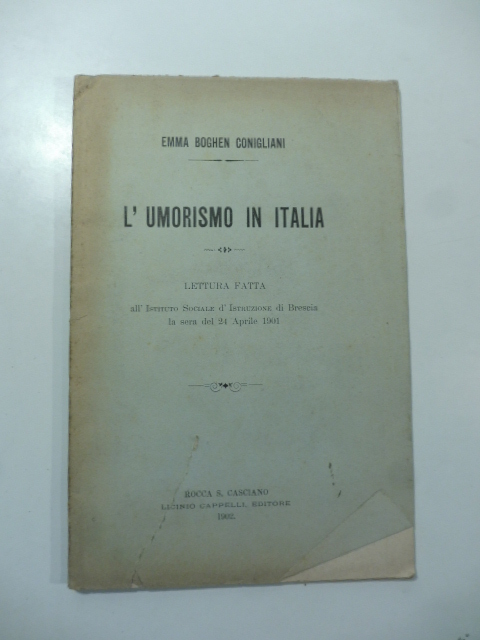 EMMA BOGHEN CONIGLIANI
L' UMORISMO IN ITALIA
LETTURA FATTA
all' ISTITUTO SOCIALE d' ISTRUZIONE di Brescia
la sera del 24 Aprile 1901
ROCCA S. CASCIANO
LICINIO CAPPELLI, EDITORE
1902.